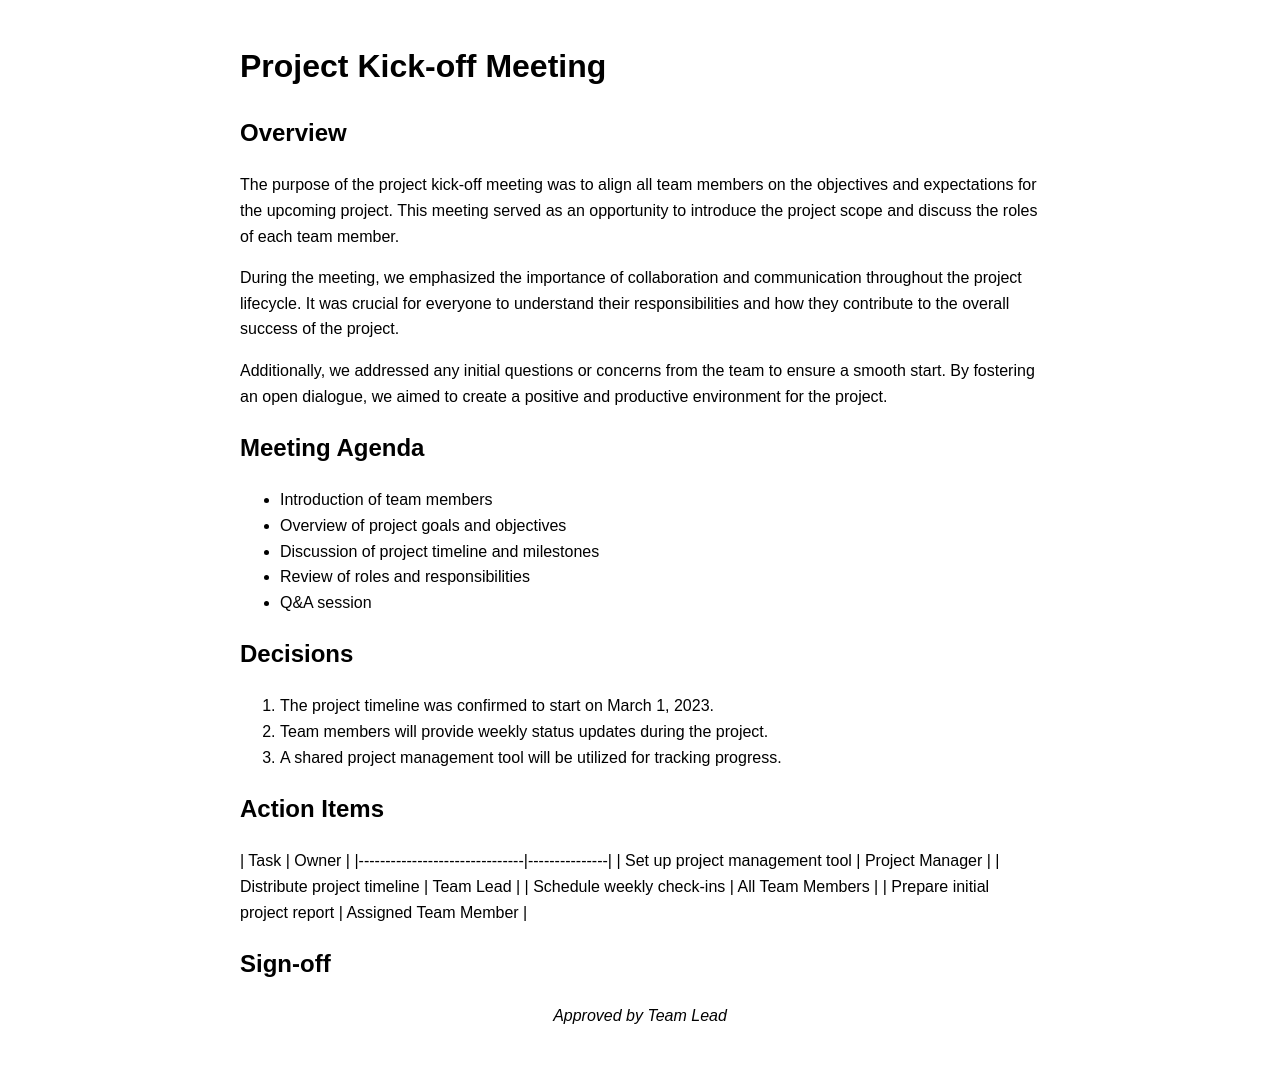 Project Kick-off Meeting
Overview
The purpose of the project kick-off meeting was to align all team members on the objectives and expectations for
the upcoming project. This meeting served as an opportunity to introduce the project scope and discuss the roles
of each team member.
During the meeting, we emphasized the importance of collaboration and communication throughout the project
lifecycle. It was crucial for everyone to understand their responsibilities and how they contribute to the overall
success of the project.
Additionally, we addressed any initial questions or concerns from the team to ensure a smooth start. By fostering
an open dialogue, we aimed to create a positive and productive environment for the project.
Meeting Agenda
• Introduction of team members
• Overview of project goals and objectives
• Discussion of project timeline and milestones
• Review of roles and responsibilities
• Q&A session
Decisions
1. The project timeline was confirmed to start on March 1, 2023.
2. Team members will provide weekly status updates during the project.
3. A shared project management tool will be utilized for tracking progress.
Action Items
| Task | Owner | |-------------------------------|---------------| | Set up project management tool | Project Manager | |
Distribute project timeline | Team Lead | | Schedule weekly check-ins | All Team Members | | Prepare initial
project report | Assigned Team Member |
Sign-off
Approved by Team Lead